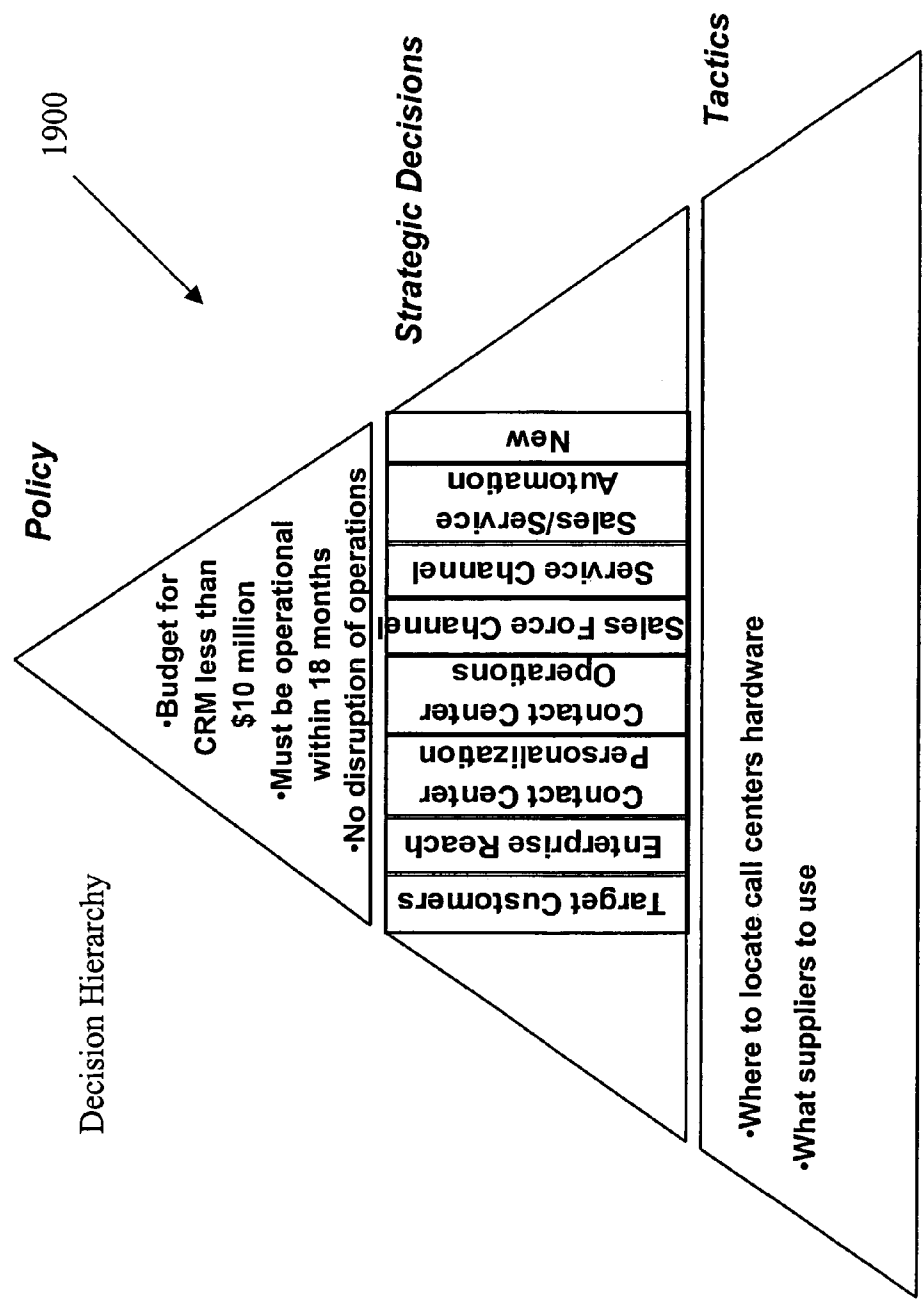 Decision Hierarchy
1900
Policy
•Budget for
CRM less than
$10 million
•Must be operational
within 18 months
•No disruption of operations
Strategic Decisions
Target Customers
Enterprise Reach
Contact Center
Personalization
Contact Center
Operations
Sales Force Channel
Service Channel
Sales/Service
Automation
New
Tactics
•Where to locate call centers hardware
•What suppliers to use